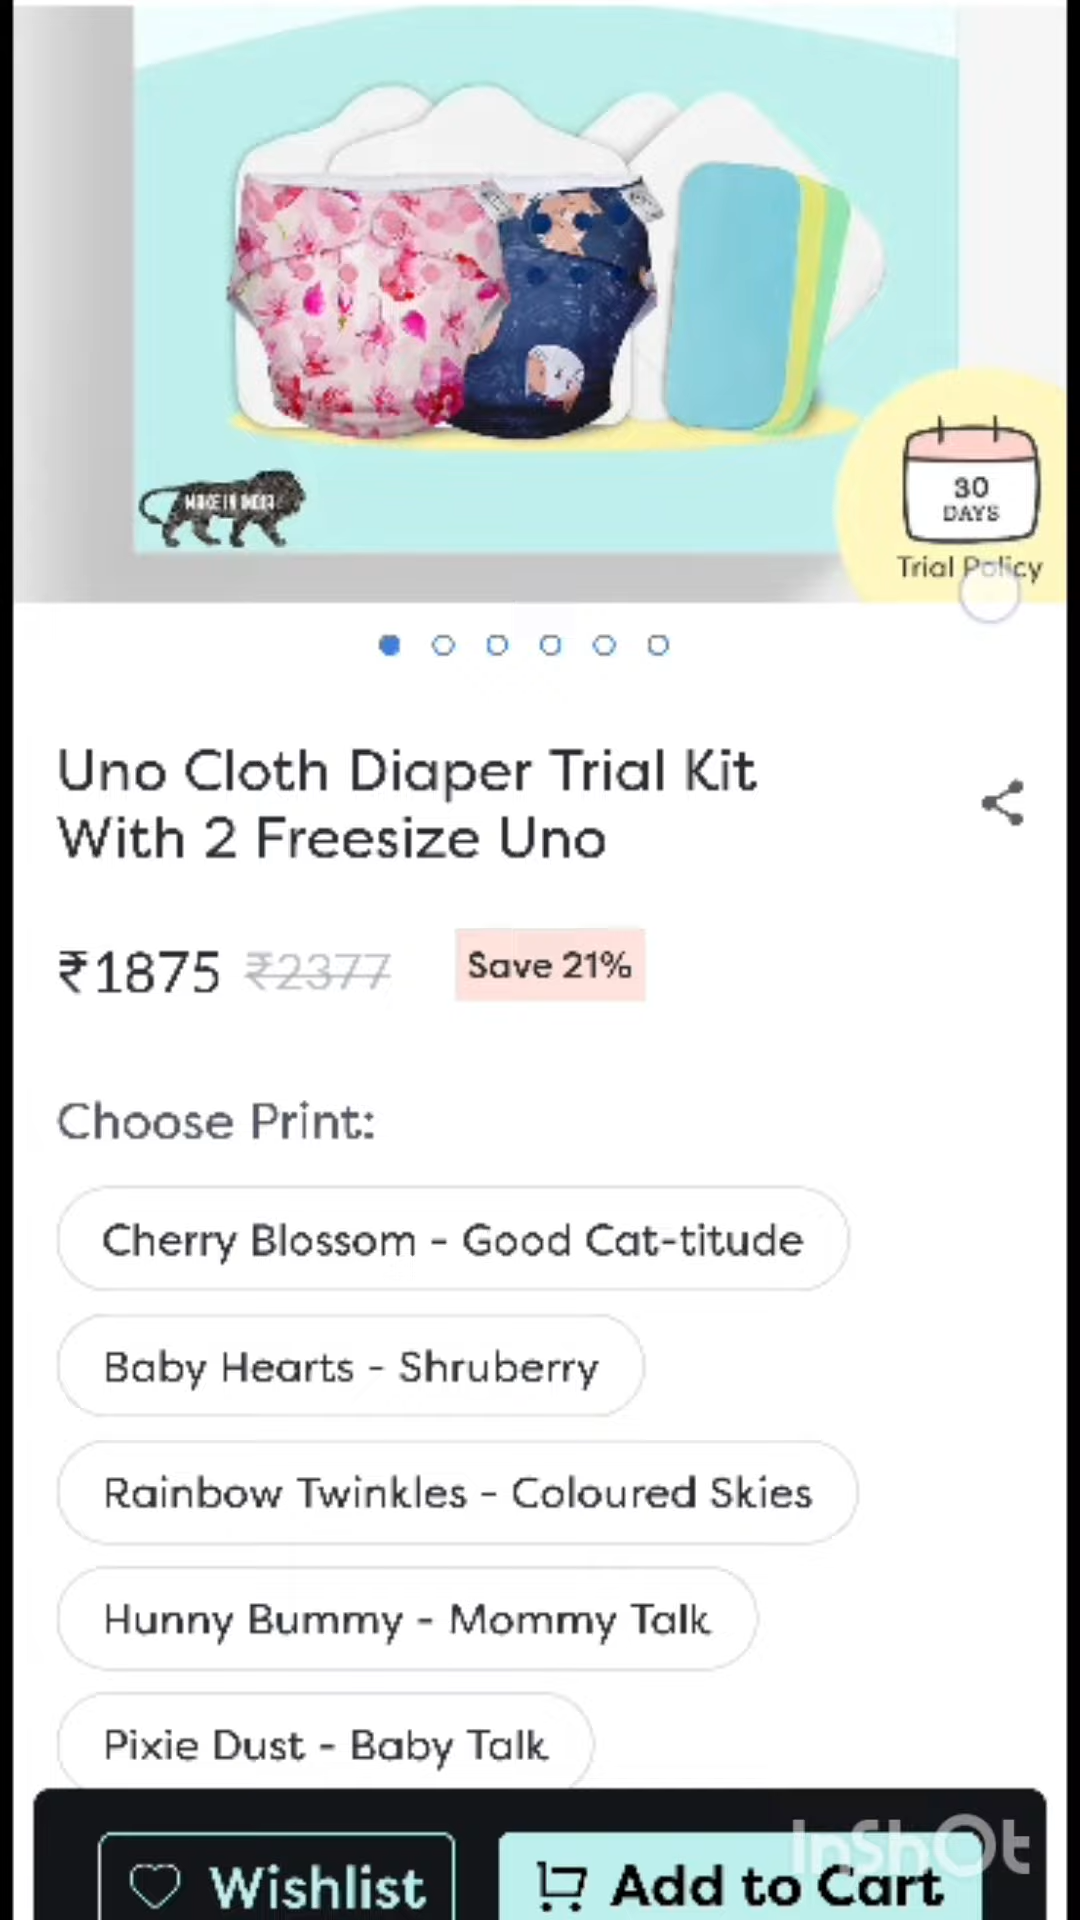 MAKE IN INDIA
30
DAYS
Trial Policy
Uno Cloth Diaper Trial Kit
With 2 Freesize Uno
₹1875 ₹2377 Save 21%
Choose Print:
Cherry Blossom - Good Cat-titude
Baby Hearts - Shruberry
Rainbow Twinkles - Coloured Skies
Hunny Bummy - Mommy Talk
Pixie Dust - Baby Talk
InShOt
Wishlist
Add to Cart